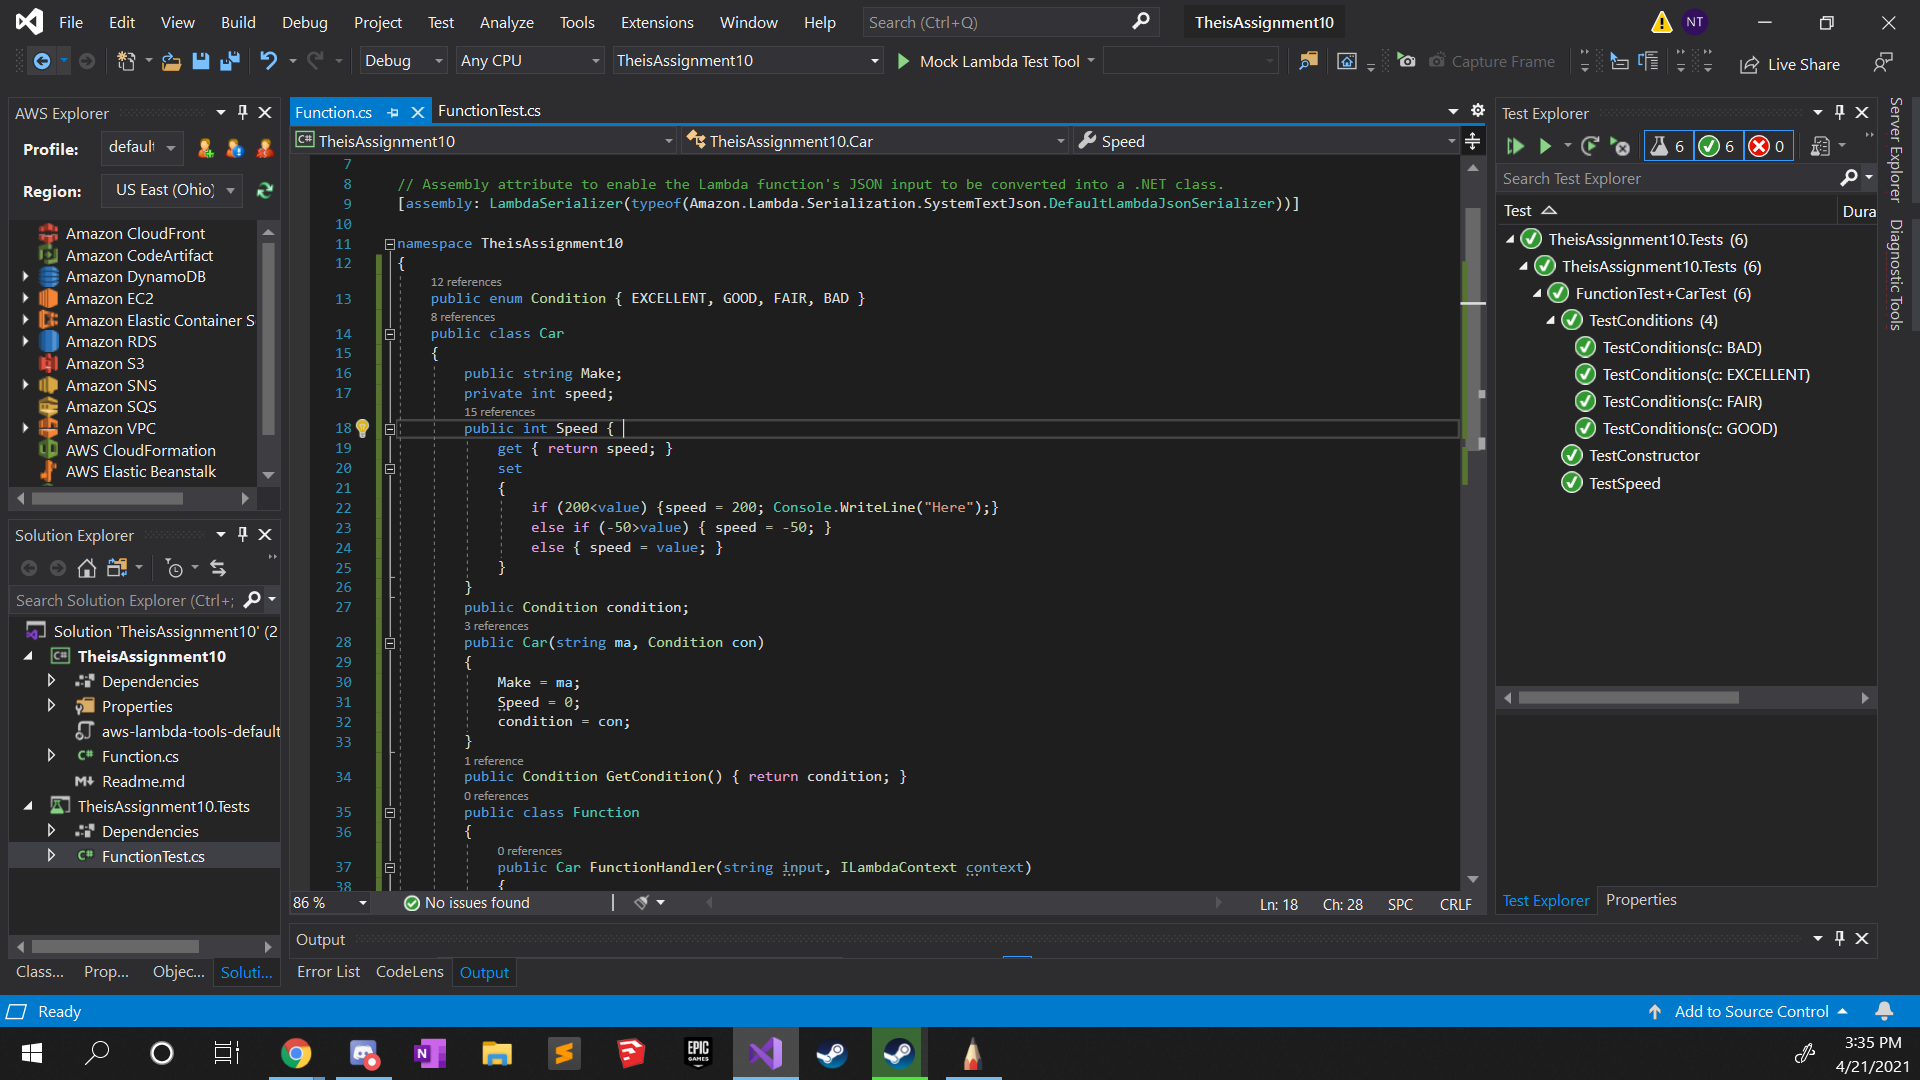 File Edit View Build Debug Project Test Analyze Tools Extensions Window Help Search (Ctrl+Q) TheisAssignment10 NT
Debug Any CPU TheisAssignment10 Mock Lambda Test Tool Capture Frame Live Share
AWS Explorer
Profile: default
Region: US East (Ohio)
Amazon CloudFront
Amazon CodeArtifact
Amazon DynamoDB
Amazon EC2
Amazon Elastic Container S
Amazon RDS
Amazon S3
Amazon SNS
Amazon SQS
Amazon VPC
AWS CloudFormation
AWS Elastic Beanstalk
Solution Explorer
Search Solution Explorer (Ctrl+;
Solution 'TheisAssignment10' (2
TheisAssignment10
Dependencies
Properties
aws-lambda-tools-default
Function.cs
Readme.md
TheisAssignment10.Tests
Dependencies
FunctionTest.cs
Class... Prop... Objec... Soluti...
Function.cs FunctionTest.cs
TheisAssignment10 TheisAssignment10.Car Speed
7
8 // Assembly attribute to enable the Lambda function's JSON input to be converted into a .NET class.
9 [assembly: LambdaSerializer(typeof(Amazon.Lambda.Serialization.SystemTextJson.DefaultLambdaJsonSerializer))]
10
11 namespace TheisAssignment10
12 {
12 references
13 public enum Condition { EXCELLENT, GOOD, FAIR, BAD }
8 references
14 public class Car
15 {
16 public string Make;
17 private int speed;
15 references
18 public int Speed {
19 get { return speed; }
20 set
21 {
22 if (200<value) {speed = 200; Console.WriteLine("Here");}
23 else if (-50>value) { speed = -50; }
24 else { speed = value; }
25 }
26 }
27 public Condition condition;
3 references
28 public Car(string ma, Condition con)
29 {
30 Make = ma;
31 Speed = 0;
32 condition = con;
33 }
1 reference
34 public Condition GetCondition() { return condition; }
0 references
35 public class Function
36 {
0 references
37 public Car FunctionHandler(string input, ILambdaContext context)
38 {
86 % No issues found Ln: 18 Ch: 28 SPC CRLF
Output
Error List CodeLens Output
Test Explorer
6 6 0
Search Test Explorer
Test Dura
TheisAssignment10.Tests (6)
TheisAssignment10.Tests (6)
FunctionTest+CarTest (6)
TestConditions (4)
TestConditions(c: BAD)
TestConditions(c: EXCELLENT)
TestConditions(c: FAIR)
TestConditions(c: GOOD)
TestConstructor
TestSpeed
Test Explorer Properties
Server Explorer
Diagnostic Tools
Ready Add to Source Control
EPIC GAMES
3:35 PM
4/21/2021